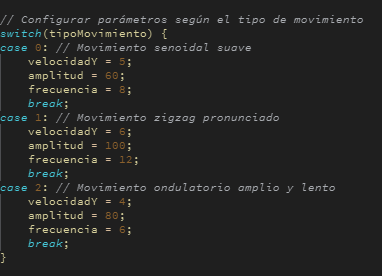 // Configurar parámetros según el tipo de movimiento
switch(tipoMovimiento) {
case 0: // Movimiento senoidal suave
    velocidadY = 5;
    amplitud = 60;
    frecuencia = 8;
    break;
case 1: // Movimiento zigzag pronunciado
    velocidadY = 6;
    amplitud = 100;
    frecuencia = 12;
    break;
case 2: // Movimiento ondulatorio amplio y lento
    velocidadY = 4;
    amplitud = 80;
    frecuencia = 6;
    break;
}